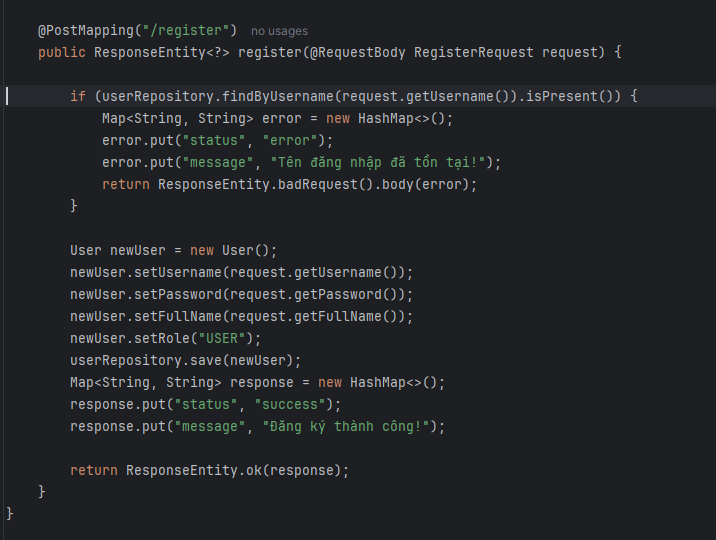 @PostMapping("/register") no usages
public ResponseEntity<?> register(@RequestBody RegisterRequest request) {
if (userRepository.findByUsername(request.getUsername()).isPresent()) {
Map<String, String> error = new HashMap<>();
error.put("status", "error");
error.put("message", "Tên đăng nhập đã tồn tại!");
return ResponseEntity.badRequest().body(error);
}
User newUser = new User();
newUser.setUsername(request.getUsername());
newUser.setPassword(request.getPassword());
newUser.setFullName(request.getFullName());
newUser.setRole("USER");
userRepository.save(newUser);
Map<String, String> response = new HashMap<>();
response.put("status", "success");
response.put("message", "Đăng ký thành công!");
return ResponseEntity.ok(response);
}
}